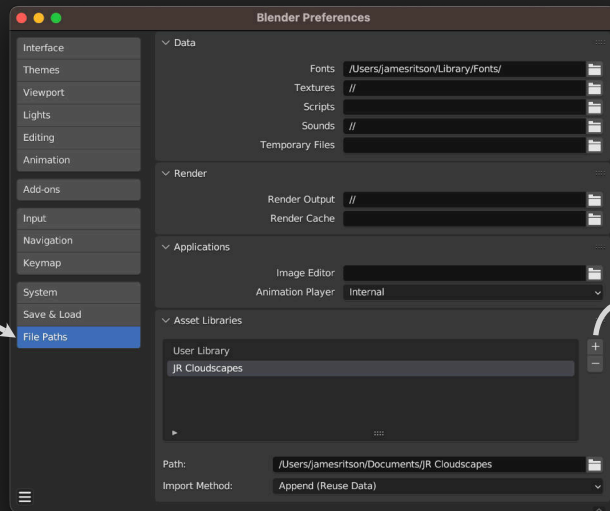 Blender Preferences
Interface
Themes
Viewport
Lights
Editing
Animation
Add-ons
Input
Navigation
Keymap
System
Save & Load
File Paths
Data
Fonts /Users/jamesritson/Library/Fonts/
Textures //
Scripts
Sounds //
Temporary Files
Render
Render Output //
Render Cache
Applications
Image Editor
Animation Player Internal
Asset Libraries
User Library
JR Cloudscapes
Path: /Users/jamesritson/Documents/JR Cloudscapes
Import Method: Append (Reuse Data)